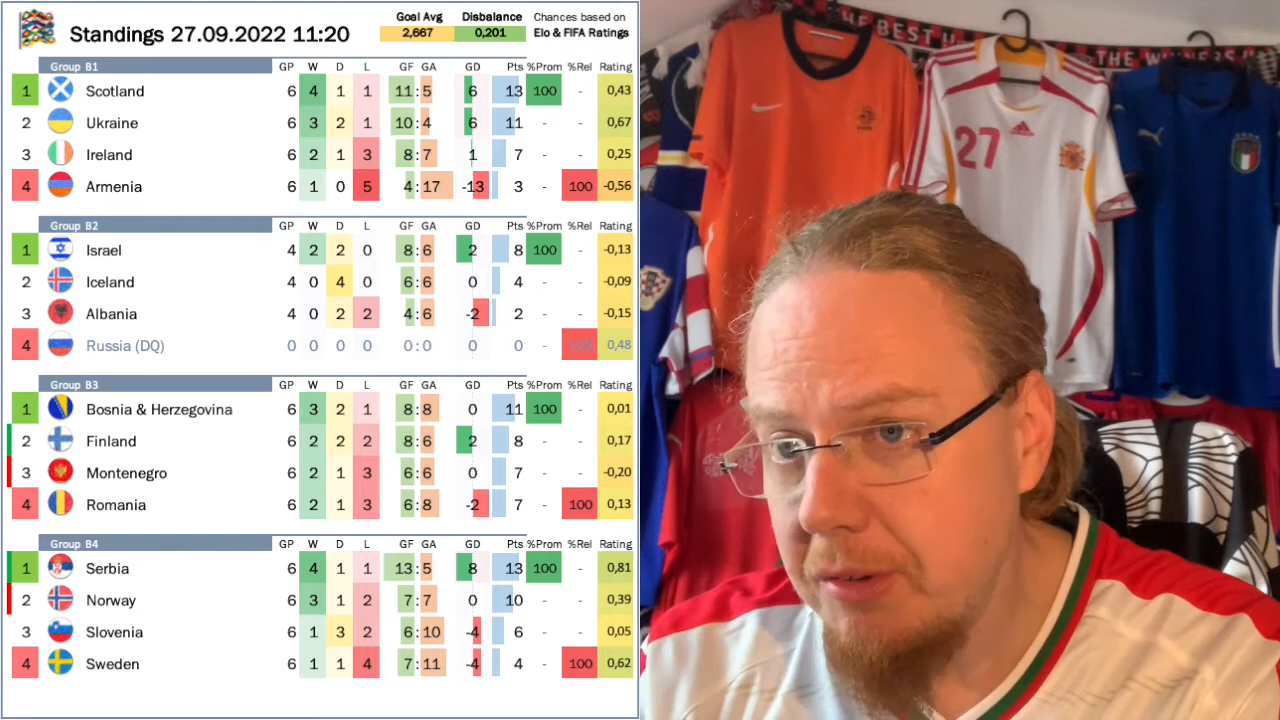 Standings 27.09.2022 11:20
Goal Avg Disbalance Chances based on
2,667 0,201 Elo & FIFA Ratings
Group B1 GP W D L GF GA GD Pts %Prom %Rel Rating
1 Scotland 6 4 1 1 11 : 5 6 13 100 - 0,43
2 Ukraine 6 3 2 1 10 : 4 6 11 - - 0,67
3 Ireland 6 2 1 3 8 : 7 1 7 - - 0,25
4 Armenia 6 1 0 5 4 : 17 -13 3 - 100 -0,56
Group B2 GP W D L GF GA GD Pts %Prom %Rel Rating
1 Israel 4 2 2 0 8 : 6 2 8 100 - -0,13
2 Iceland 4 0 4 0 6 : 6 0 4 - - -0,09
3 Albania 4 0 2 2 4 : 6 -2 2 - - -0,15
4 Russia (DQ) 0 0 0 0 0 : 0 0 0 - 100 0,48
Group B3 GP W D L GF GA GD Pts %Prom %Rel Rating
1 Bosnia & Herzegovina 6 3 2 1 8 : 8 0 11 100 - 0,01
2 Finland 6 2 2 2 8 : 6 2 8 - - 0,17
3 Montenegro 6 2 1 3 6 : 6 0 7 - - -0,20
4 Romania 6 2 1 3 6 : 8 -2 7 - 100 0,13
Group B4 GP W D L GF GA GD Pts %Prom %Rel Rating
1 Serbia 6 4 1 1 13 : 5 8 13 100 - 0,81
2 Norway 6 3 1 2 7 : 7 0 10 - - 0,39
3 Slovenia 6 1 3 2 6 : 10 -4 6 - - 0,05
4 Sweden 6 1 1 4 7 : 11 -4 4 - 100 0,62
THE BEST
THE WINNERS
27